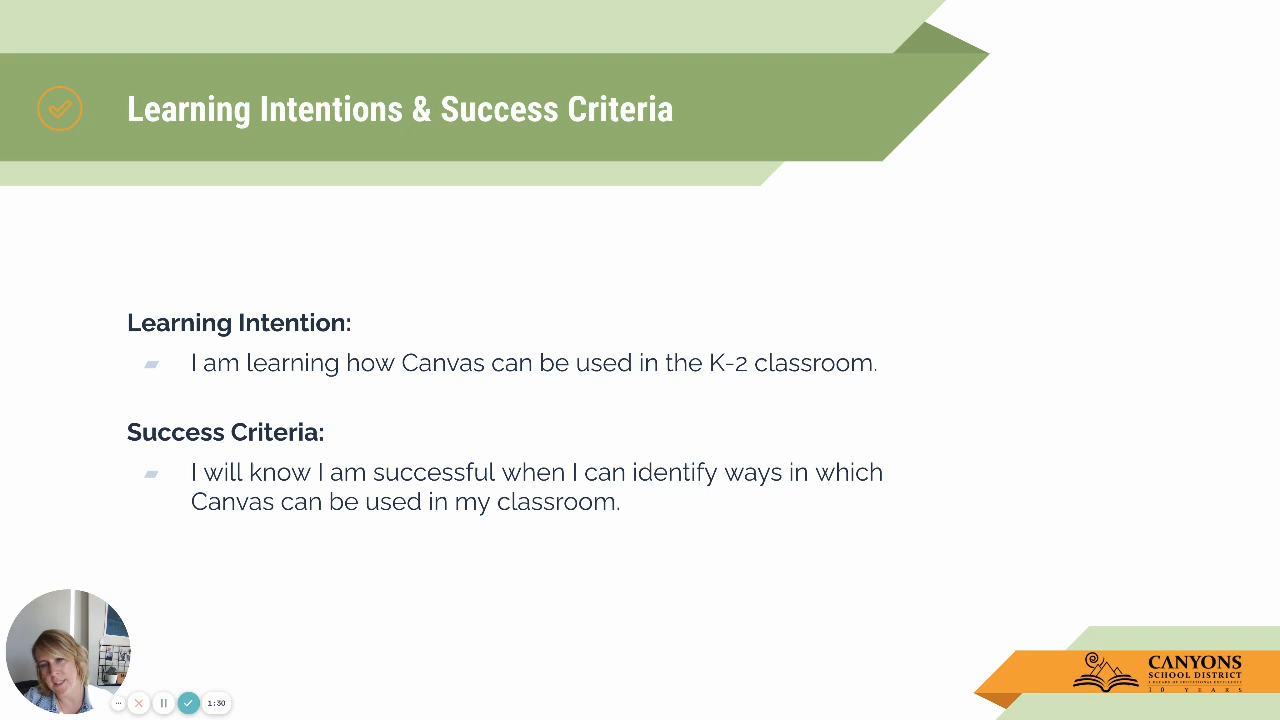 Learning Intentions & Success Criteria
Learning Intention:
I am learning how Canvas can be used in the K-2 classroom.
Success Criteria:
I will know I am successful when I can identify ways in which
Canvas can be used in my classroom.
1:30
CANYONS
SCHOOL DISTRICT
10 YEARS